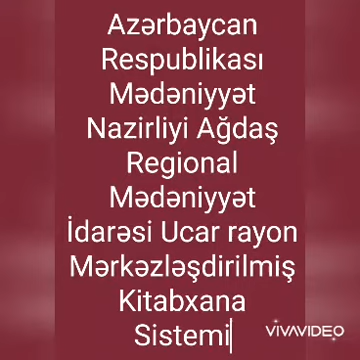 Azərbaycan
Respublikası
Mədəniyyət
Nazirliyi Ağdaş
Regional
Mədəniyyət
İdarəsi Ucar rayon
Mərkəzləşdirilmiş
Kitabxana
Sistemi
VIVAVIDEO